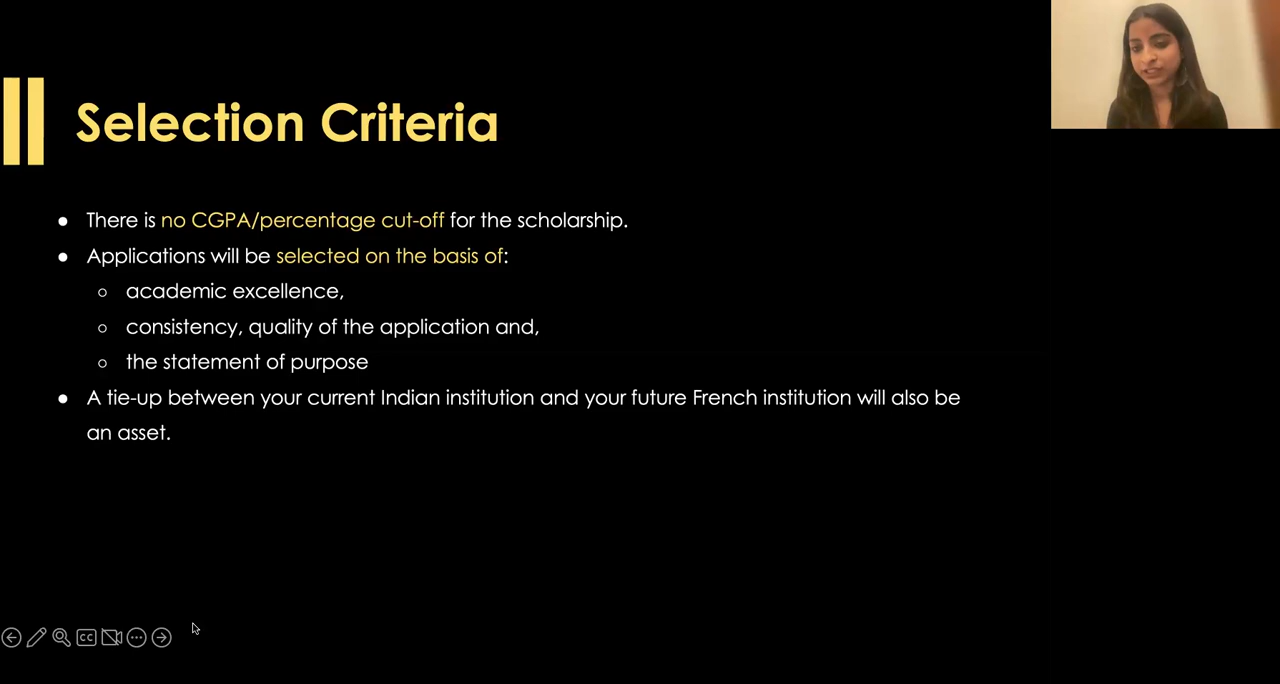 Selection Criteria
● There is no CGPA/percentage cut-off for the scholarship.
● Applications will be selected on the basis of:
○ academic excellence,
○ consistency, quality of the application and,
○ the statement of purpose
● A tie-up between your current Indian institution and your future French institution will also be
an asset.
CC